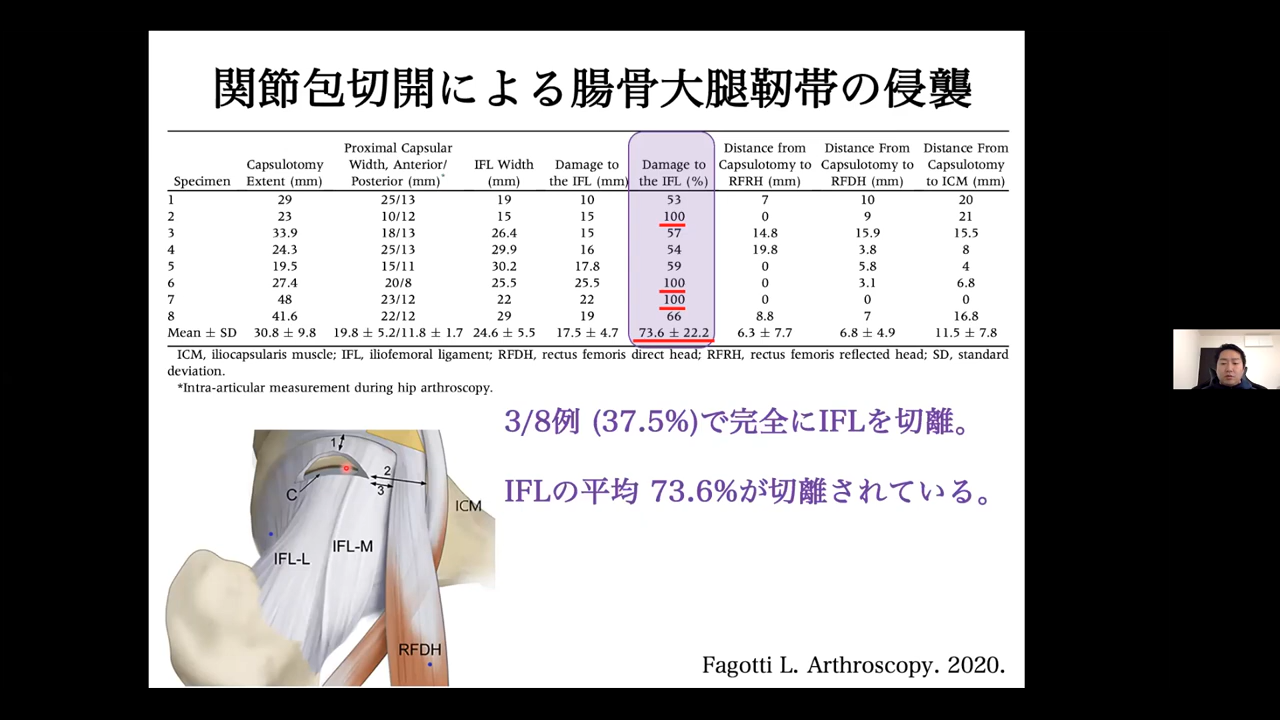 関節包切開による腸骨大腿靭帯の侵襲
Proximal Capsular Distance from Distance From Distance From
Capsulotomy Width, Anterior/ IFL Width Damage to Damage to Capsulotomy to Capsulotomy to Capsulotomy
Specimen Extent (mm) Posterior (mm)* (mm) the IFL (mm) the IFL (%) RFRH (mm) RFDH (mm) to ICM (mm)
1 29 25/13 19 10 53 7 10 20
2 23 10/12 15 15 100 0 9 21
3 33.9 18/13 26.4 15 57 14.8 15.9 15.5
4 24.3 25/13 29.9 16 54 19.8 3.8 8
5 19.5 15/11 30.2 17.8 59 0 5.8 4
6 27.4 20/8 25.5 25.5 100 0 3.1 6.8
7 48 23/12 22 22 100 0 0 0
8 41.6 22/12 29 19 66 8.8 7 16.8
Mean ± SD 30.8 ± 9.8 19.8 ± 5.2/11.8 ± 1.7 24.6 ± 5.5 17.5 ± 4.7 73.6 ± 22.2 6.3 ± 7.7 6.8 ± 4.9 11.5 ± 7.8
ICM, iliocapsularis muscle; IFL, iliofemoral ligament; RFDH, rectus femoris direct head; RFRH, rectus femoris reflected head; SD, standard
deviation.
*Intra-articular measurement during hip arthroscopy.
3/8例 (37.5%)で完全にIFLを切離。
IFLの平均 73.6%が切離されている。
1
2
3
C
ICM
IFL-M
IFL-L
RFDH
Fagotti L. Arthroscopy. 2020.